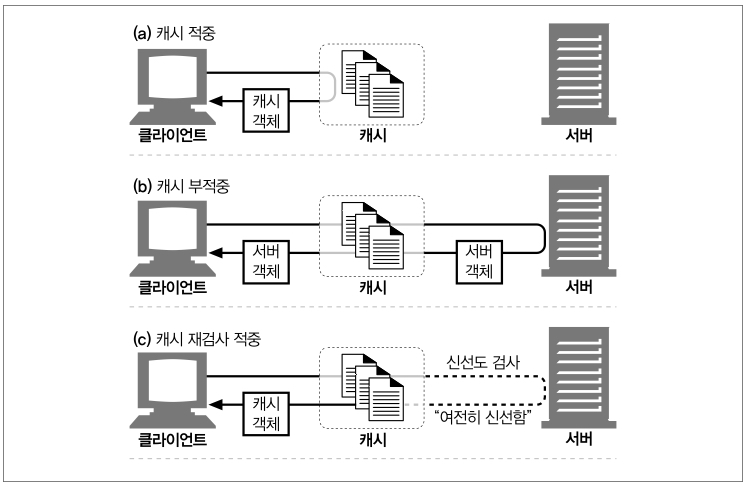 (a) 캐시 적중
캐시
객체
클라이언트
캐시
서버
(b) 캐시 부적중
서버
객체
서버
객체
클라이언트
캐시
서버
(c) 캐시 재검사 적중
신선도 검사
캐시
객체
“여전히 신선함”
클라이언트
캐시
서버